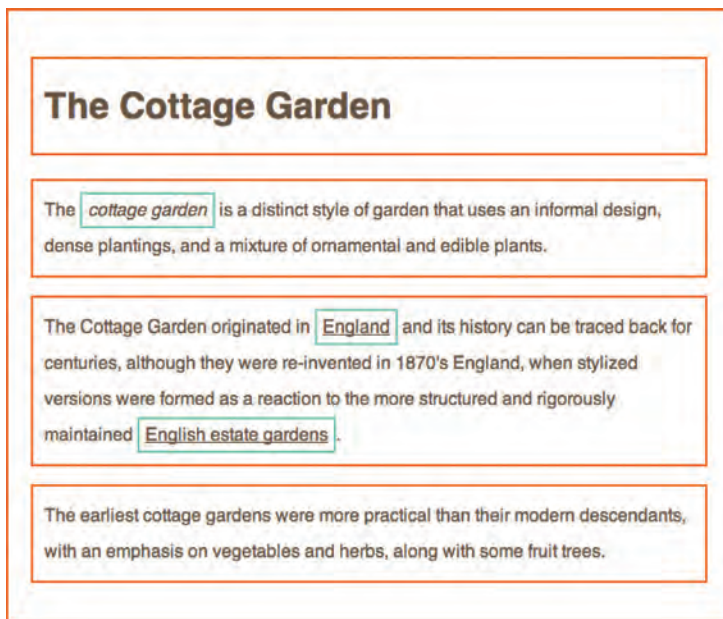 The Cottage Garden
The cottage garden is a distinct style of garden that uses an informal design,
dense plantings, and a mixture of ornamental and edible plants.
The Cottage Garden originated in England and its history can be traced back for
centuries, although they were re-invented in 1870's England, when stylized
versions were formed as a reaction to the more structured and rigorously
maintained English estate gardens.
The earliest cottage gardens were more practical than their modern descendants,
with an emphasis on vegetables and herbs, along with some fruit trees.